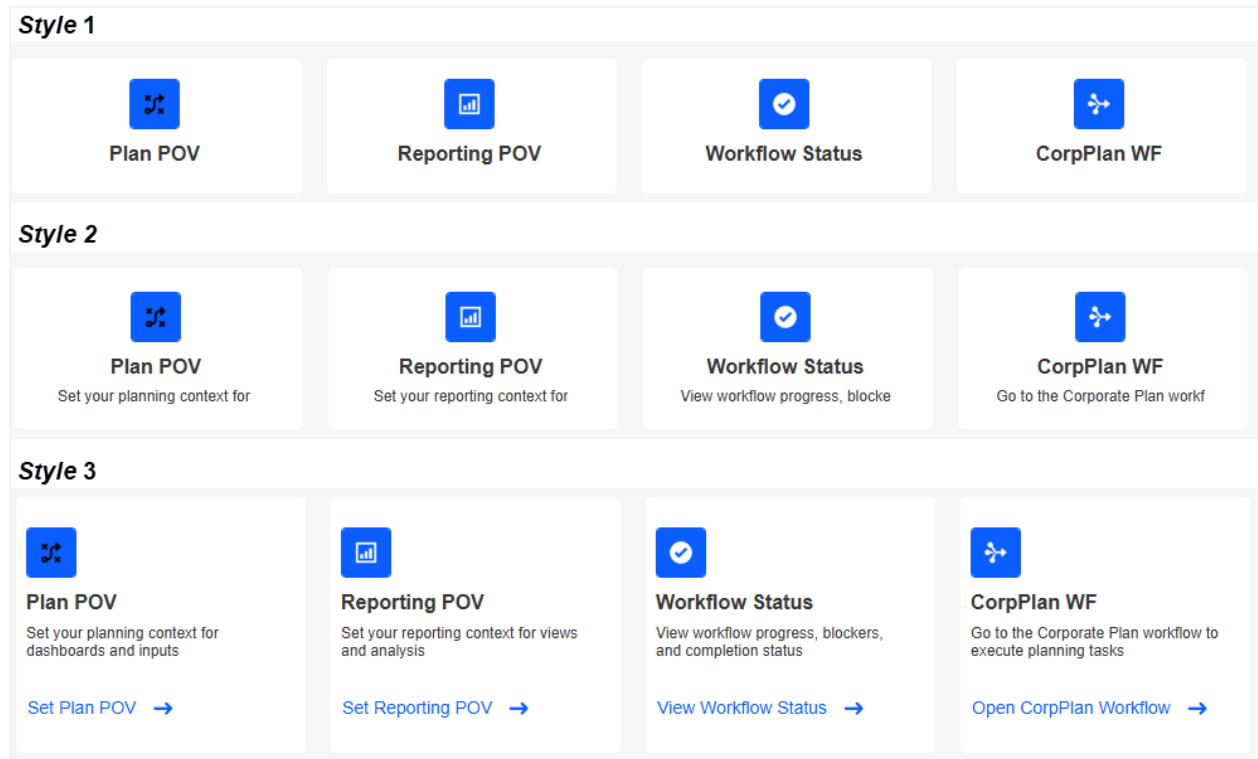 Style 1
Plan POV
Reporting POV
Workflow Status
CorpPlan WF
Style 2
Plan POV
Set your planning context for
Reporting POV
Set your reporting context for
Workflow Status
View workflow progress, blocke
CorpPlan WF
Go to the Corporate Plan workf
Style 3
Plan POV
Set your planning context for
dashboards and inputs
Set Plan POV
Reporting POV
Set your reporting context for views
and analysis
Set Reporting POV
Workflow Status
View workflow progress, blockers,
and completion status
View Workflow Status
CorpPlan WF
Go to the Corporate Plan workflow to
execute planning tasks
Open CorpPlan Workflow